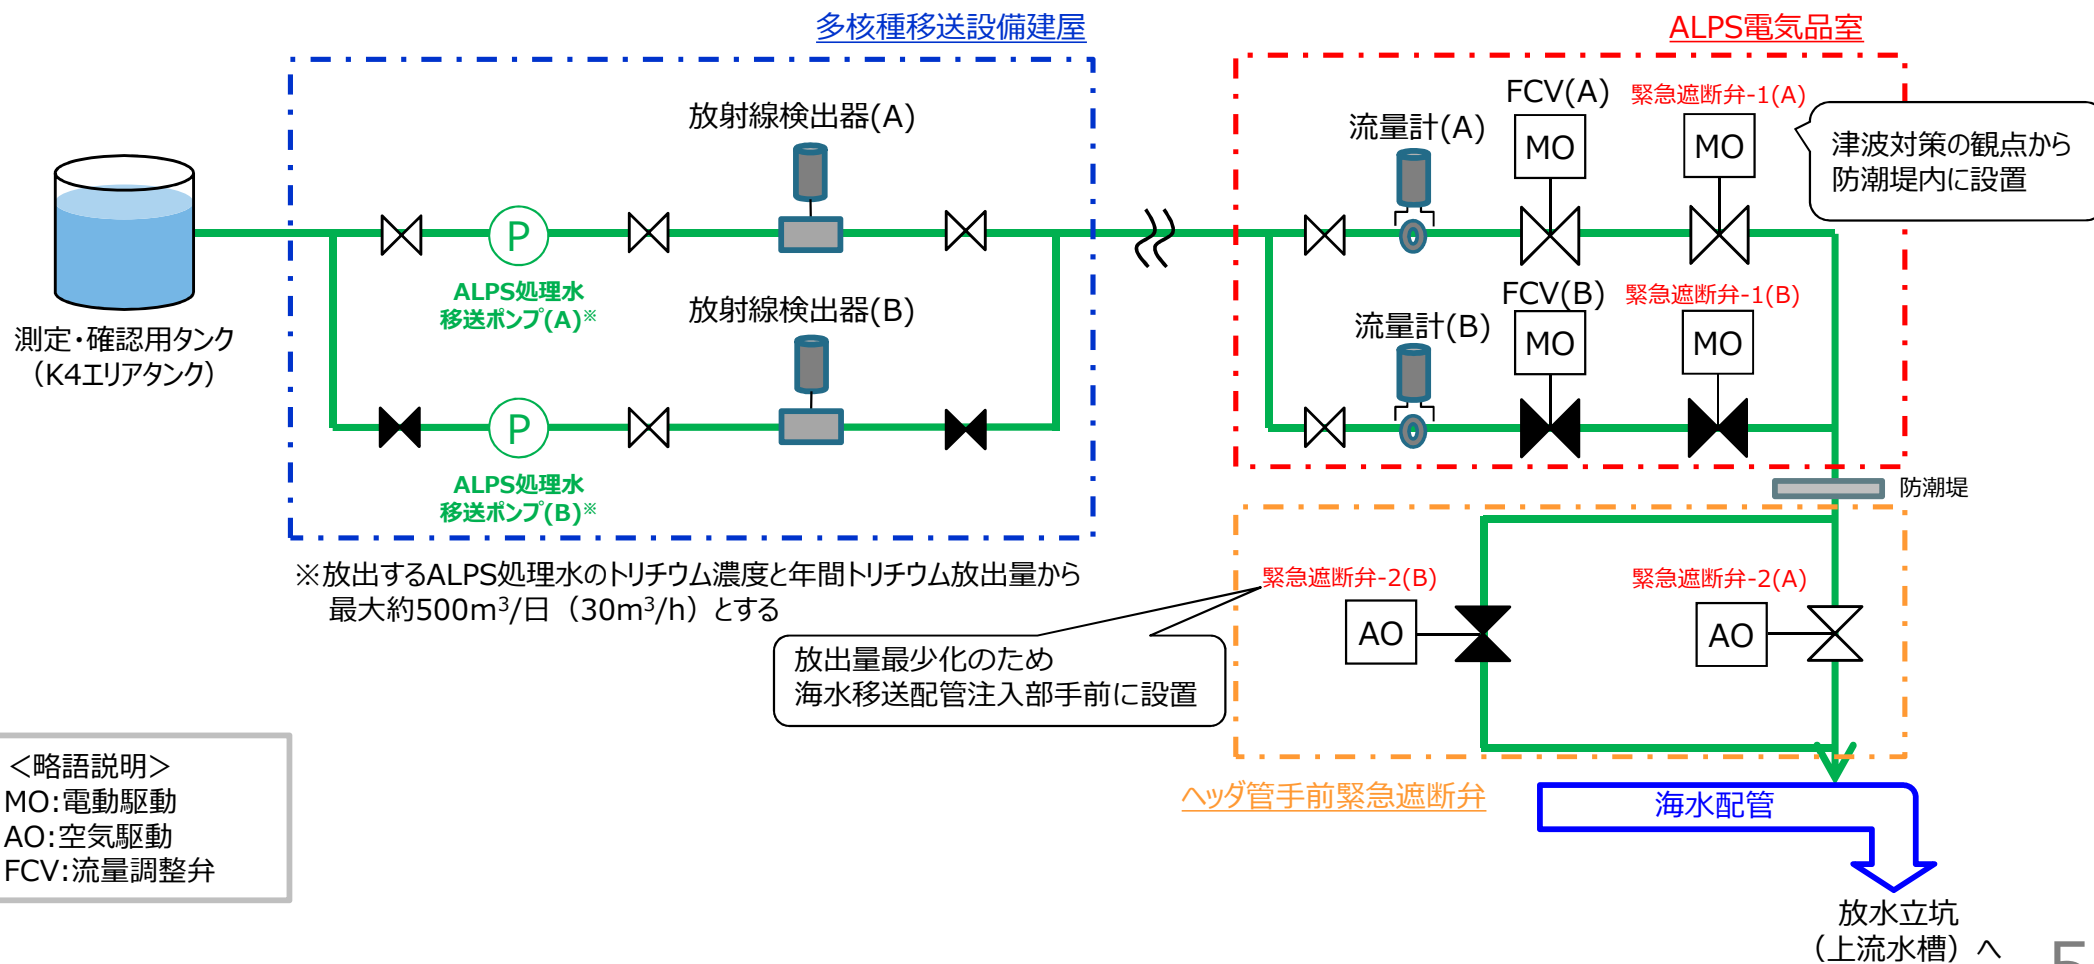 多核種移送設備建屋
ALPS電気品室
放射線検出器(A)
FCV(A)
緊急遮断弁-1(A)
流量計(A)
MO
MO
津波対策の観点から
防潮堤内に設置
P
ALPS処理水
移送ポンプ(A)※
放射線検出器(B)
FCV(B)
緊急遮断弁-1(B)
流量計(B)
MO
MO
測定・確認用タンク
（K4エリアタンク）
P
ALPS処理水
移送ポンプ(B)※
防潮堤
※放出するALPS処理水のトリチウム濃度と年間トリチウム放出量から
最大約500m³/日（30m³/h）とする
緊急遮断弁-2(B)
緊急遮断弁-2(A)
AO
AO
放出量最少化のため
海水移送配管注入部手前に設置
＜略語説明＞
MO:電動駆動
AO:空気駆動
FCV:流量調整弁
ヘッダ管手前緊急遮断弁
海水配管
放水立坑
（上流水槽）へ
5